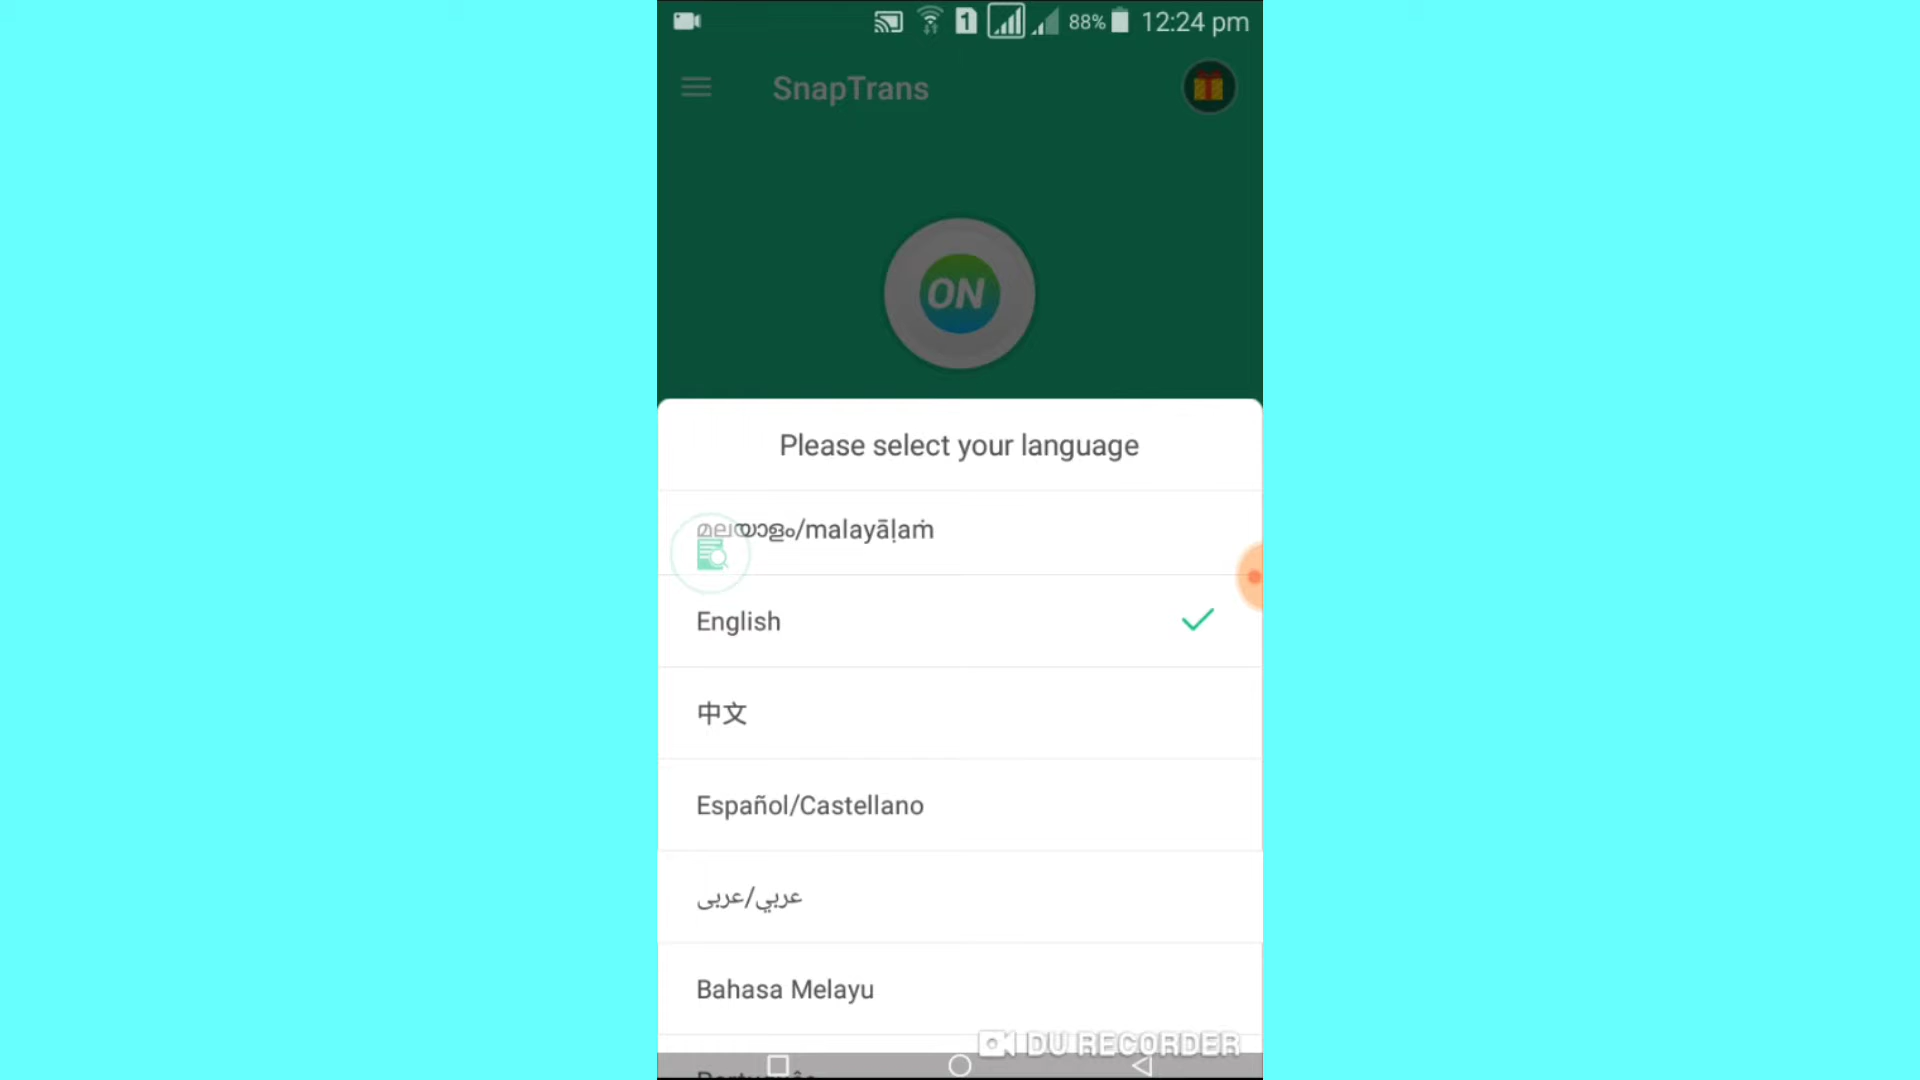 1 88% 12:24 pm
SnapTrans
ON
Please select your language
മലയാളം/malayāḷaṁ
English
中文
Español/Castellano
عربي/عربى
Bahasa Melayu
DU RECORDER